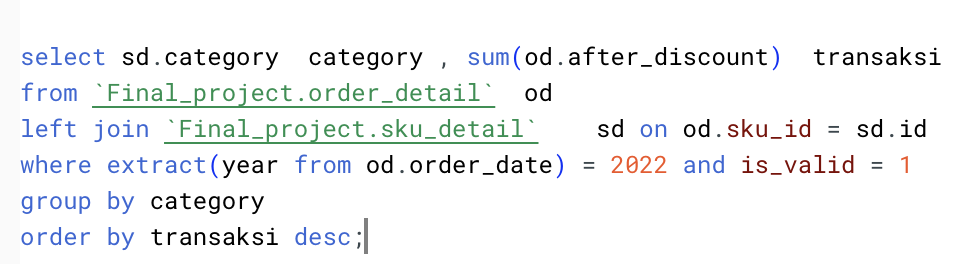 select sd.category  category , sum(od.after_discount)  transaksi
from `Final_project.order_detail`  od
left join `Final_project.sku_detail`    sd on od.sku_id = sd.id
where extract(year from od.order_date) = 2022 and is_valid = 1
group by category
order by transaksi desc;